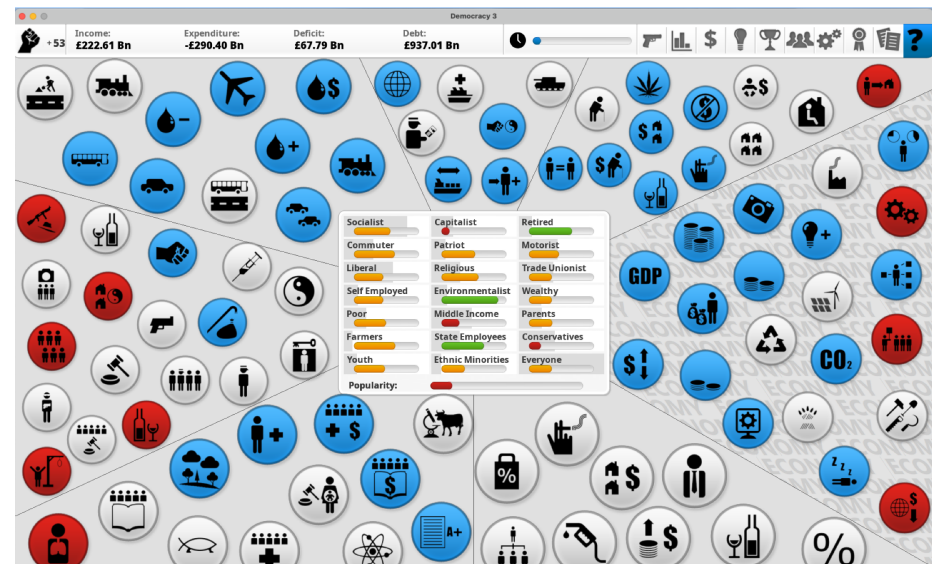 Democracy 3
+53
Income: Expenditure: Deficit: Debt:
£222.61 Bn -£290.40 Bn £67.79 Bn £937.01 Bn
?
$
$
$
$
$
Socialist Capitalist Retired
Commuter Patriot Motorist
Liberal Religious Trade Unionist
Self Employed Environmentalist Wealthy
Poor Middle Income Parents
Farmers State Employees Conservatives
Youth Ethnic Minorities Everyone
Popularity:
GDP
$
CO₂
ECONOMY
$
%
$
$
A+
$
%
z z z
$